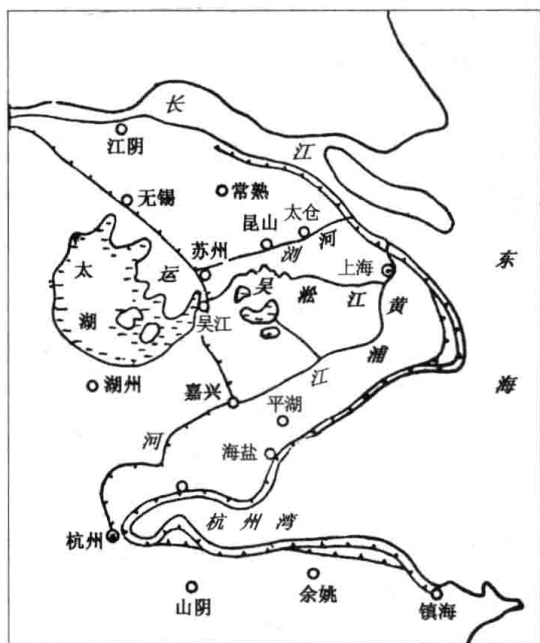 长江
江阴
无锡
常熟
昆山
太仓
浏河
苏州
太湖
运河
吴淞江
上海
黄浦江
东海
吴江
湖州
嘉兴
平湖
海盐
杭州湾
杭州
山阴
余姚
镇海